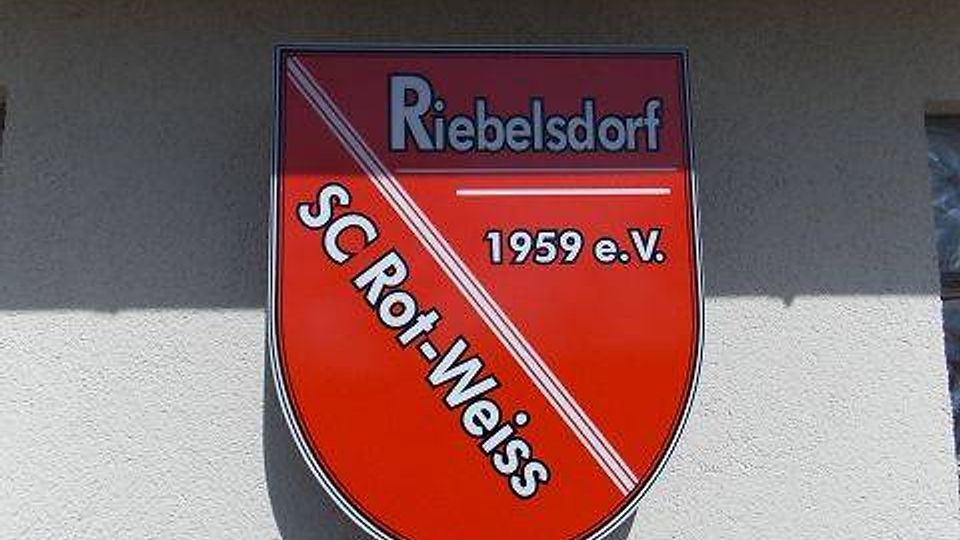 Riebelsdorf
1959 e.V.
SC Rot-Weiss